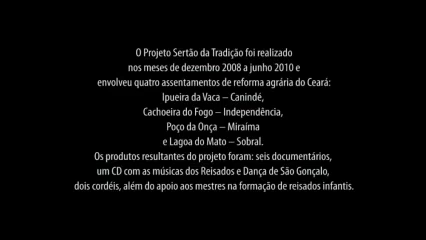 O Projeto Sertão da Tradição foi realizado
nos meses de dezembro 2008 a junho 2010 e
envolveu quatro assentamentos de reforma agrária do Ceará:
Ipueira da Vaca – Canindé,
Cachoeira do Fogo – Independência,
Poço da Onça – Miraíma
e Lagoa do Mato – Sobral.
Os produtos resultantes do projeto foram: seis documentários,
um CD com as músicas dos Reisados e Dança de São Gonçalo,
dois cordéis, além do apoio aos mestres na formação de reisados infantis.